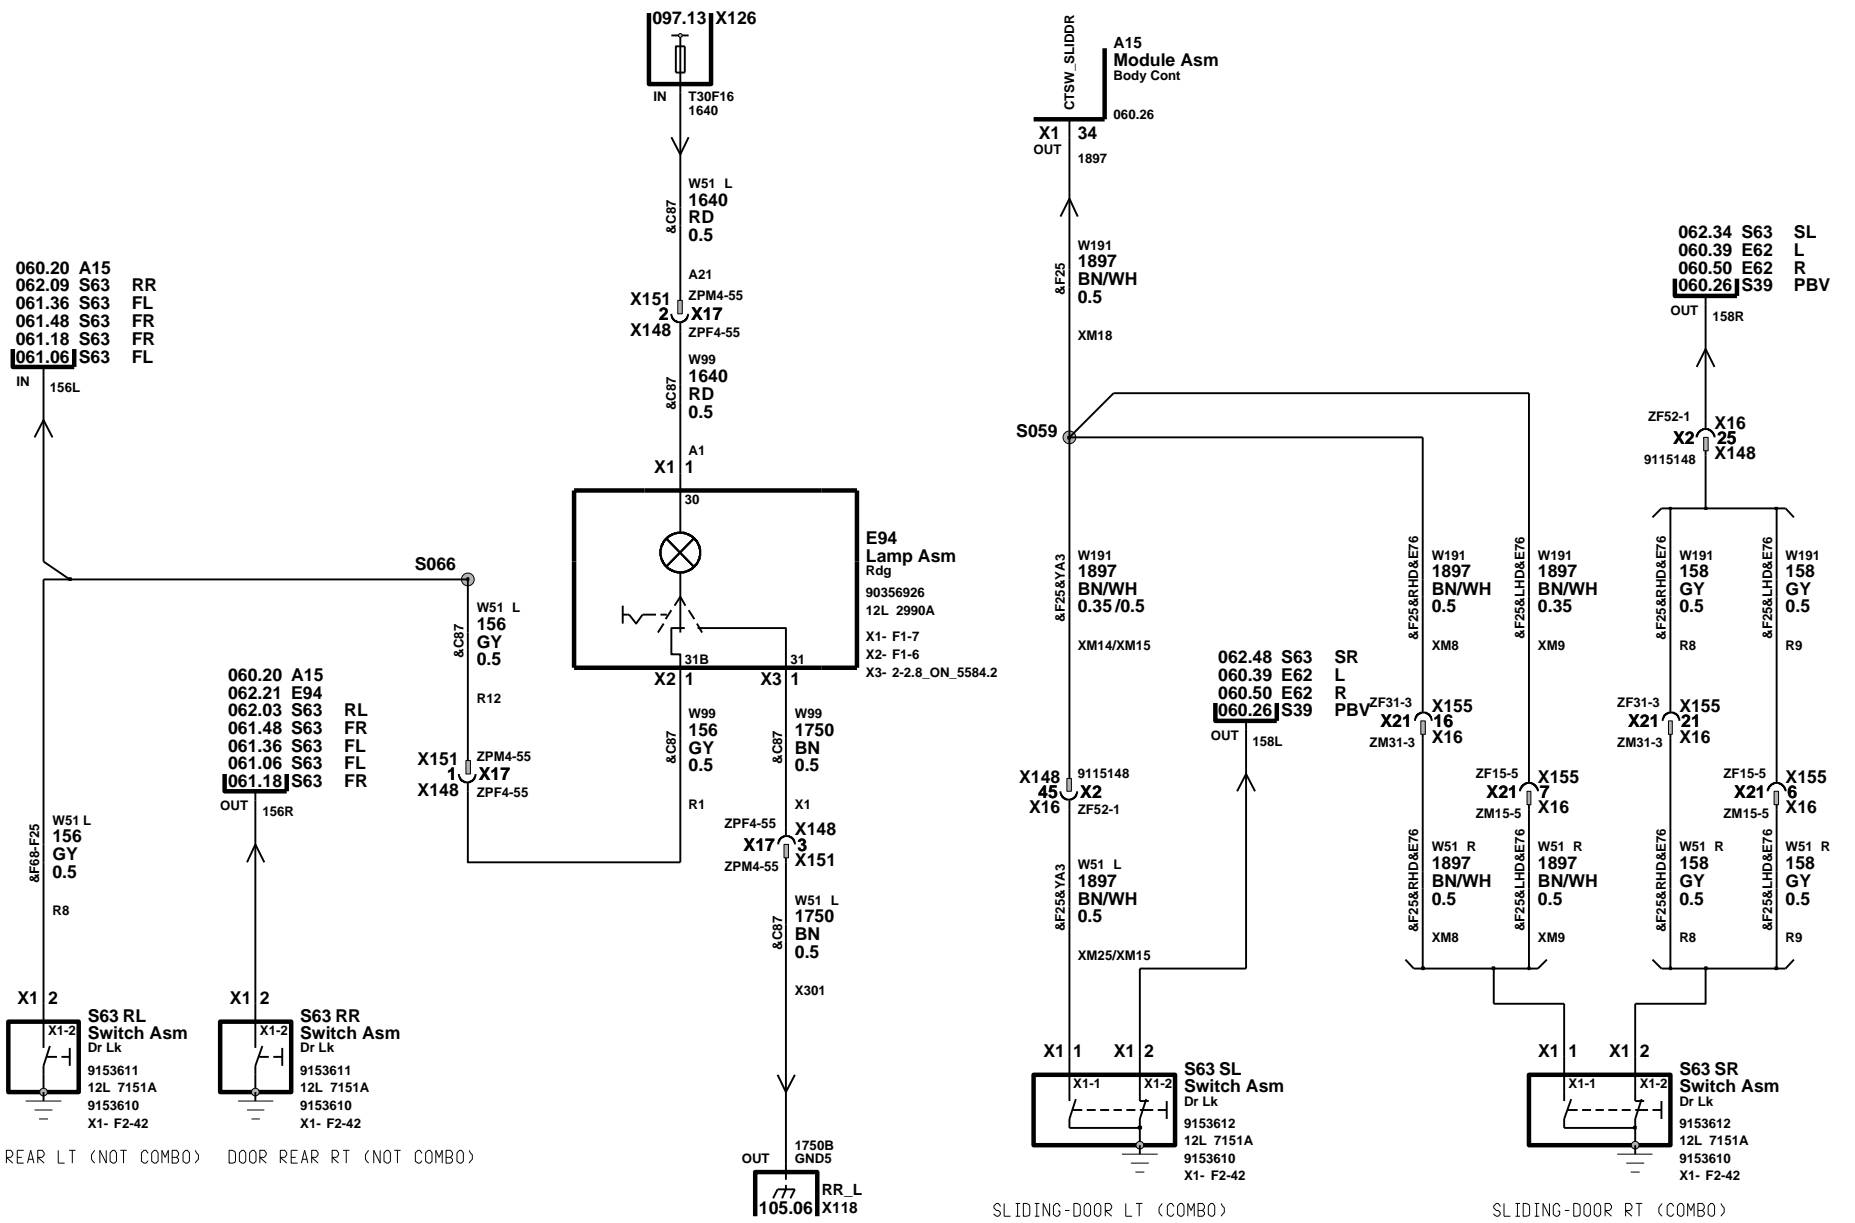 097.13 X126
IN T30F16
1640
W51 L
1640
RD
0.5
&C87
A21
X151 ZPM4-55
2 X17
X148 ZPF4-55
W99
1640
RD
0.5
&C87
A1
X1 1
30
E94
Lamp Asm
Rdg
90356926
12L 2990A
X1- F1-7
X2- F1-6
X3- 2-2.8_ON_5584.2
31B 31
X2 1 X3 1
W99
156
GY
0.5
&C87
R1
W99
1750
BN
0.5
&C87
X1
ZPF4-55 X148
X17 3
ZPM4-55 X151
W51 L
1750
BN
0.5
&C87
X301
1750B
OUT GND5
RR_L
105.06 X118
060.20 A15
062.09 S63 RR
061.36 S63 FL
061.48 S63 FR
061.18 S63 FR
061.06 S63 FL
IN 156L
S066
W51 L
156
GY
0.5
&C87
R12
X151 ZPM4-55
1 X17
X148 ZPF4-55
060.20 A15
062.21 E94
062.03 S63 RL
061.48 S63 FR
061.36 S63 FL
061.06 S63 FL
061.18 S63 FR
OUT 156R
W51 L
156
GY
0.5
&F68-F25
R8
X1 2
S63 RL
Switch Asm
Dr Lk
X1-2
9153611
12L 7151A
9153610
X1- F2-42
REAR LT (NOT COMBO)
X1 2
S63 RR
Switch Asm
Dr Lk
X1-2
9153611
12L 7151A
9153610
X1- F2-42
DOOR REAR RT (NOT COMBO)
CTSW_SLIDDR
A15
Module Asm
Body Cont
060.26
X1 34
OUT 1897
W191
1897
BN/WH
0.5
&F25
XM18
S059
W191
1897
BN/WH
0.35/0.5
&F25&YA3
XM14/XM15
X148 9115148
45 X2
X16 ZF52-1
W51 L
1897
BN/WH
0.5
&F25&YA3
XM25/XM15
062.48 S63 SR
060.39 E62 L
060.50 E62 R
060.26 S39 PBV
OUT 158L
X1 1 X1 2
S63 SL
Switch Asm
Dr Lk
X1-1 X1-2
9153612
12L 7151A
9153610
X1- F2-42
SLIDING-DOOR LT (COMBO)
W191
1897
BN/WH
0.5
&F25&RHD&E76
XM8
ZF31-3 X155
X21 16
ZM31-3 X16
W51 R
1897
BN/WH
0.5
&F25&RHD&E76
XM8
W191
1897
BN/WH
0.35
&F25&LHD&E76
XM9
ZF15-5 X155
X21 7
ZM15-5 X16
W51 R
1897
BN/WH
0.5
&F25&LHD&E76
XM9
062.34 S63 SL
060.39 E62 L
060.50 E62 R
060.26 S39 PBV
OUT 158R
ZF52-1 X16
X2 25
9115148 X148
W191
158
GY
0.5
&F25&RHD&E76
R8
ZF31-3 X155
X21 21
ZM31-3 X16
W51 R
158
GY
0.5
&F25&RHD&E76
R8
W191
158
GY
0.5
&F25&LHD&E76
R9
ZF15-5 X155
X21 6
ZM15-5 X16
W51 R
158
GY
0.5
&F25&LHD&E76
R9
X1 1 X1 2
S63 SR
Switch Asm
Dr Lk
X1-1 X1-2
9153612
12L 7151A
9153610
X1- F2-42
SLIDING-DOOR RT (COMBO)